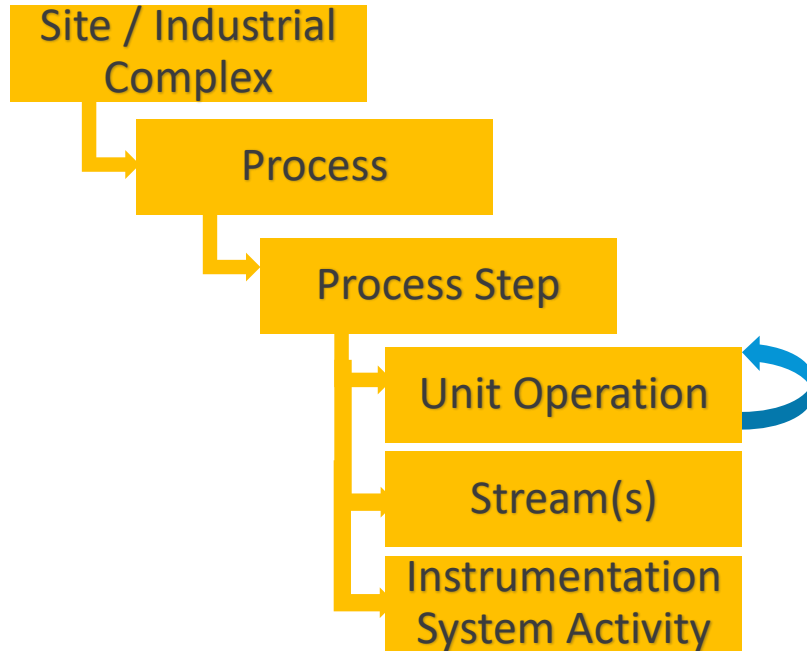 Site / Industrial
Complex
Process
Process Step
Unit Operation
Stream(s)
Instrumentation
System Activity